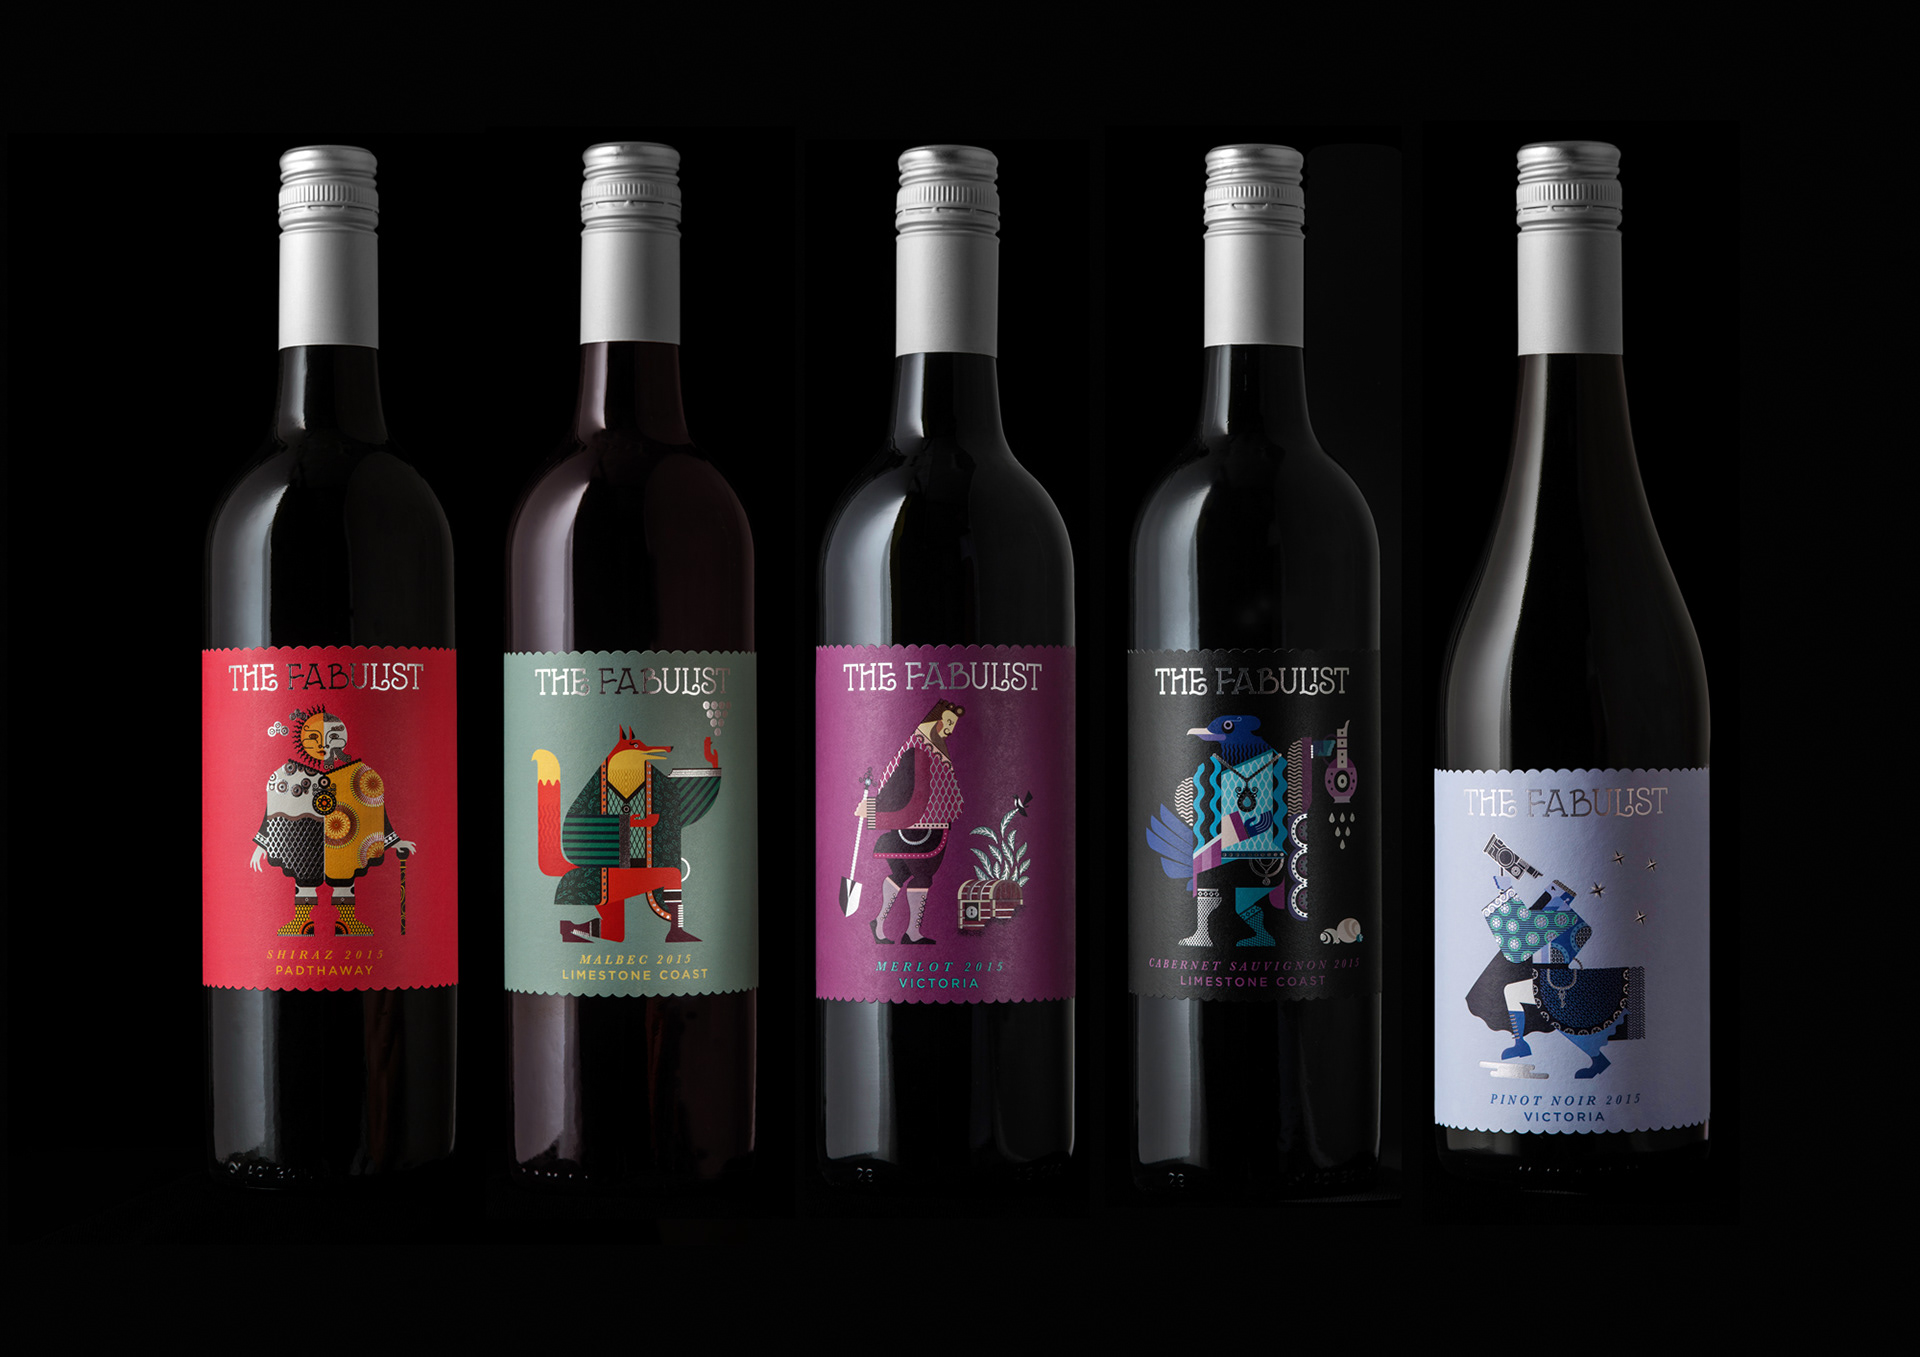 THE FABULIST
SHIRAZ 2015
PADTHAWAY
THE FABULIST
MALBEC 2015
LIMESTONE COAST
THE FABULIST
MERLOT 2015
VICTORIA
THE FABULIST
CABERNET SAUVIGNON 2015
LIMESTONE COAST
THE FABULIST
PINOT NOIR 2015
VICTORIA